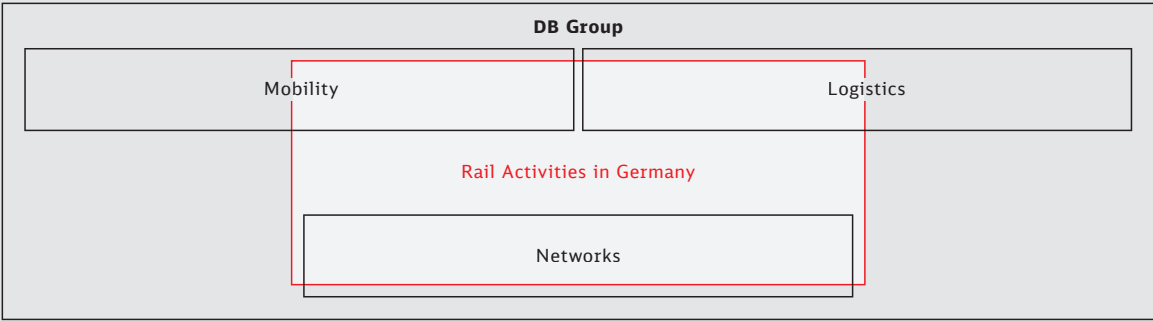 DB Group
Mobility
Logistics
Rail Activities in Germany
Networks